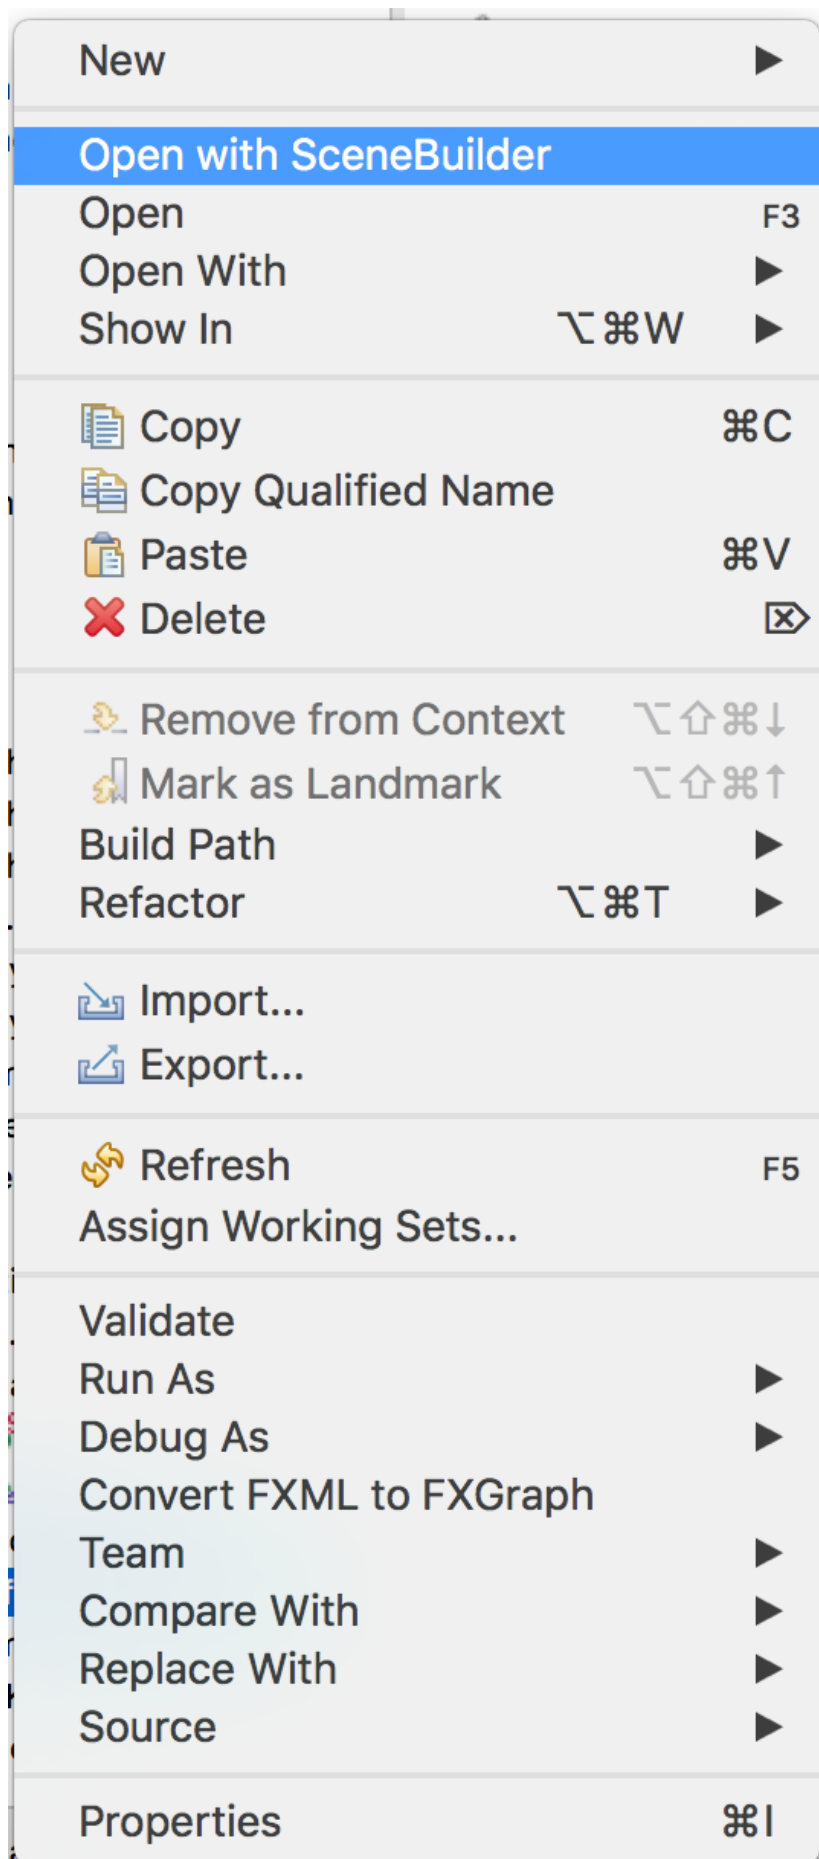 New
Open with SceneBuilder
Open F3
Open With
Show In ⌥⌘W
Copy ⌘C
Copy Qualified Name
Paste ⌘V
Delete ⌦
Remove from Context ⌥⇧⌘↓
Mark as Landmark ⌥⇧⌘↑
Build Path
Refactor ⌥⌘T
Import...
Export...
Refresh F5
Assign Working Sets...
Validate
Run As
Debug As
Convert FXML to FXGraph
Team
Compare With
Replace With
Source
Properties ⌘I